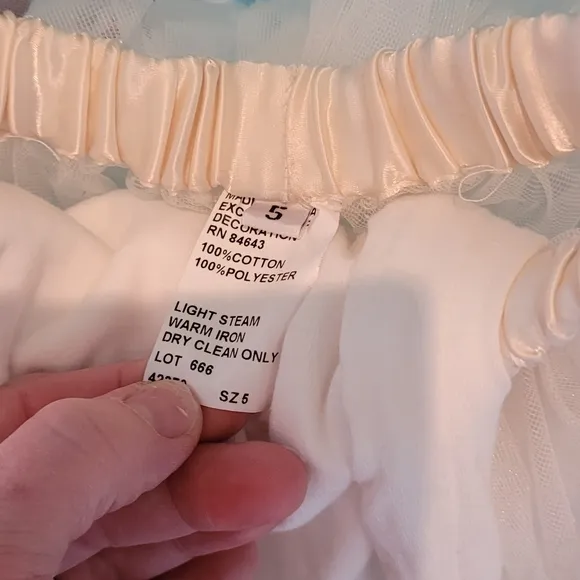 5
DECORATION
RN 84643
100%COTTON
100%POLYESTER
LIGHT STEAM
WARM IRON
DRY CLEAN ONLY
LOT 666
SZ 5